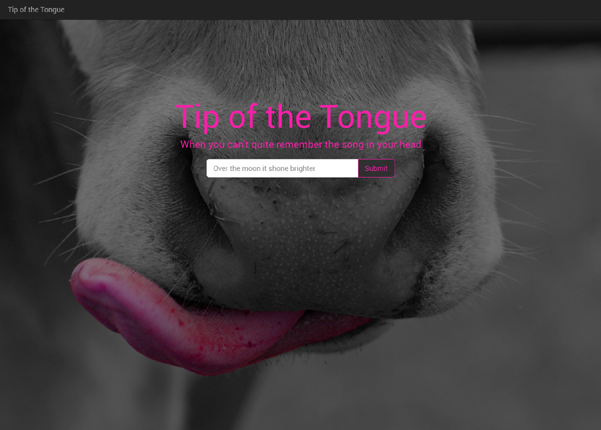 Tip of the Tongue
Tip of the Tongue
When you can't quite remember the song in your head
Over the moon it shone brighter
Submit